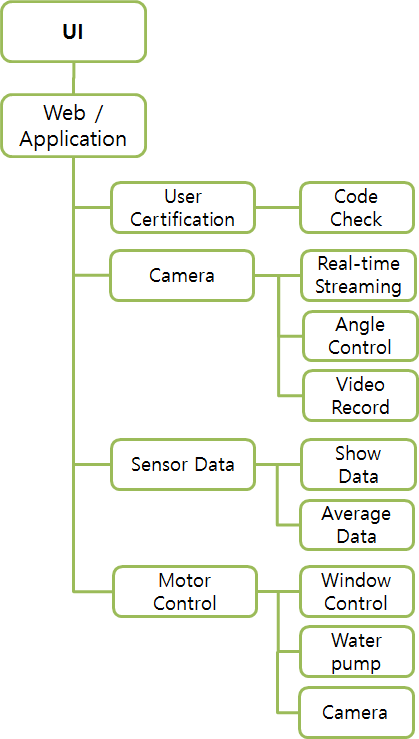 UI
Web /
Application
User
Certification
Code
Check
Camera
Real-time
Streaming
Angle
Control
Video
Record
Sensor Data
Show
Data
Average
Data
Motor
Control
Window
Control
Water
pump
Camera